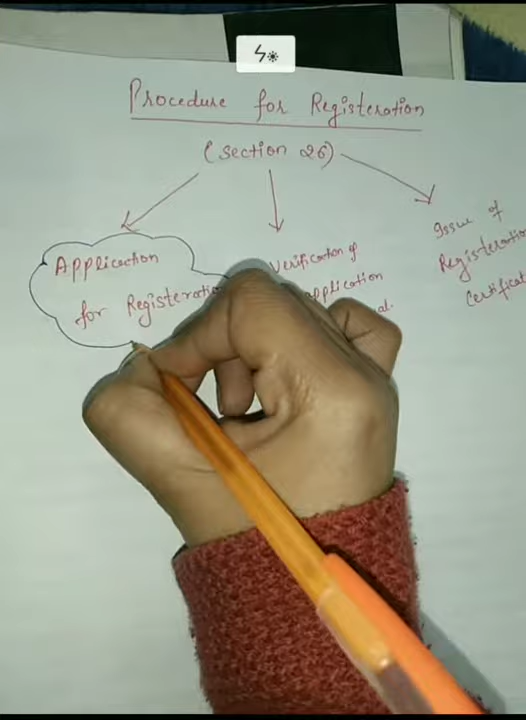 Procedure for Registeration
(Section 26)
Application
for Registeration
Verification of
application
Issue of
Registeration
Certificat